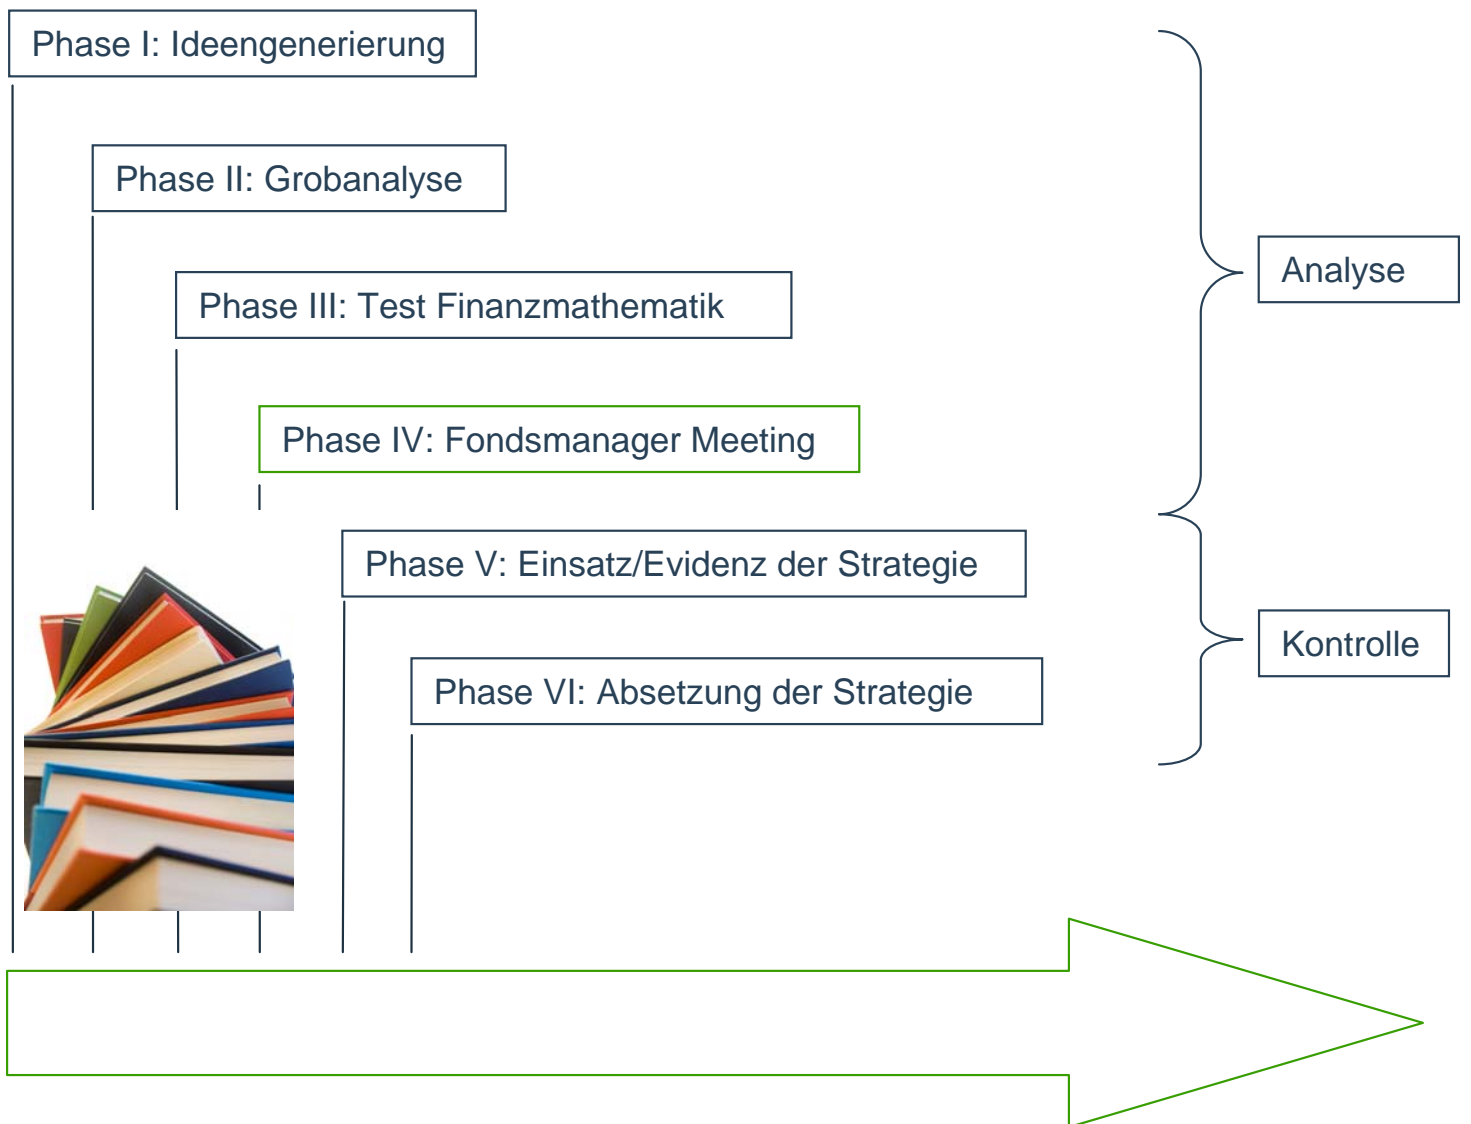 Phase I: Ideengenerierung
Phase II: Grobanalyse
Phase III: Test Finanzmathematik
Phase IV: Fondsmanager Meeting
Phase V: Einsatz/Evidenz der Strategie
Phase VI: Absetzung der Strategie
Analyse
Kontrolle